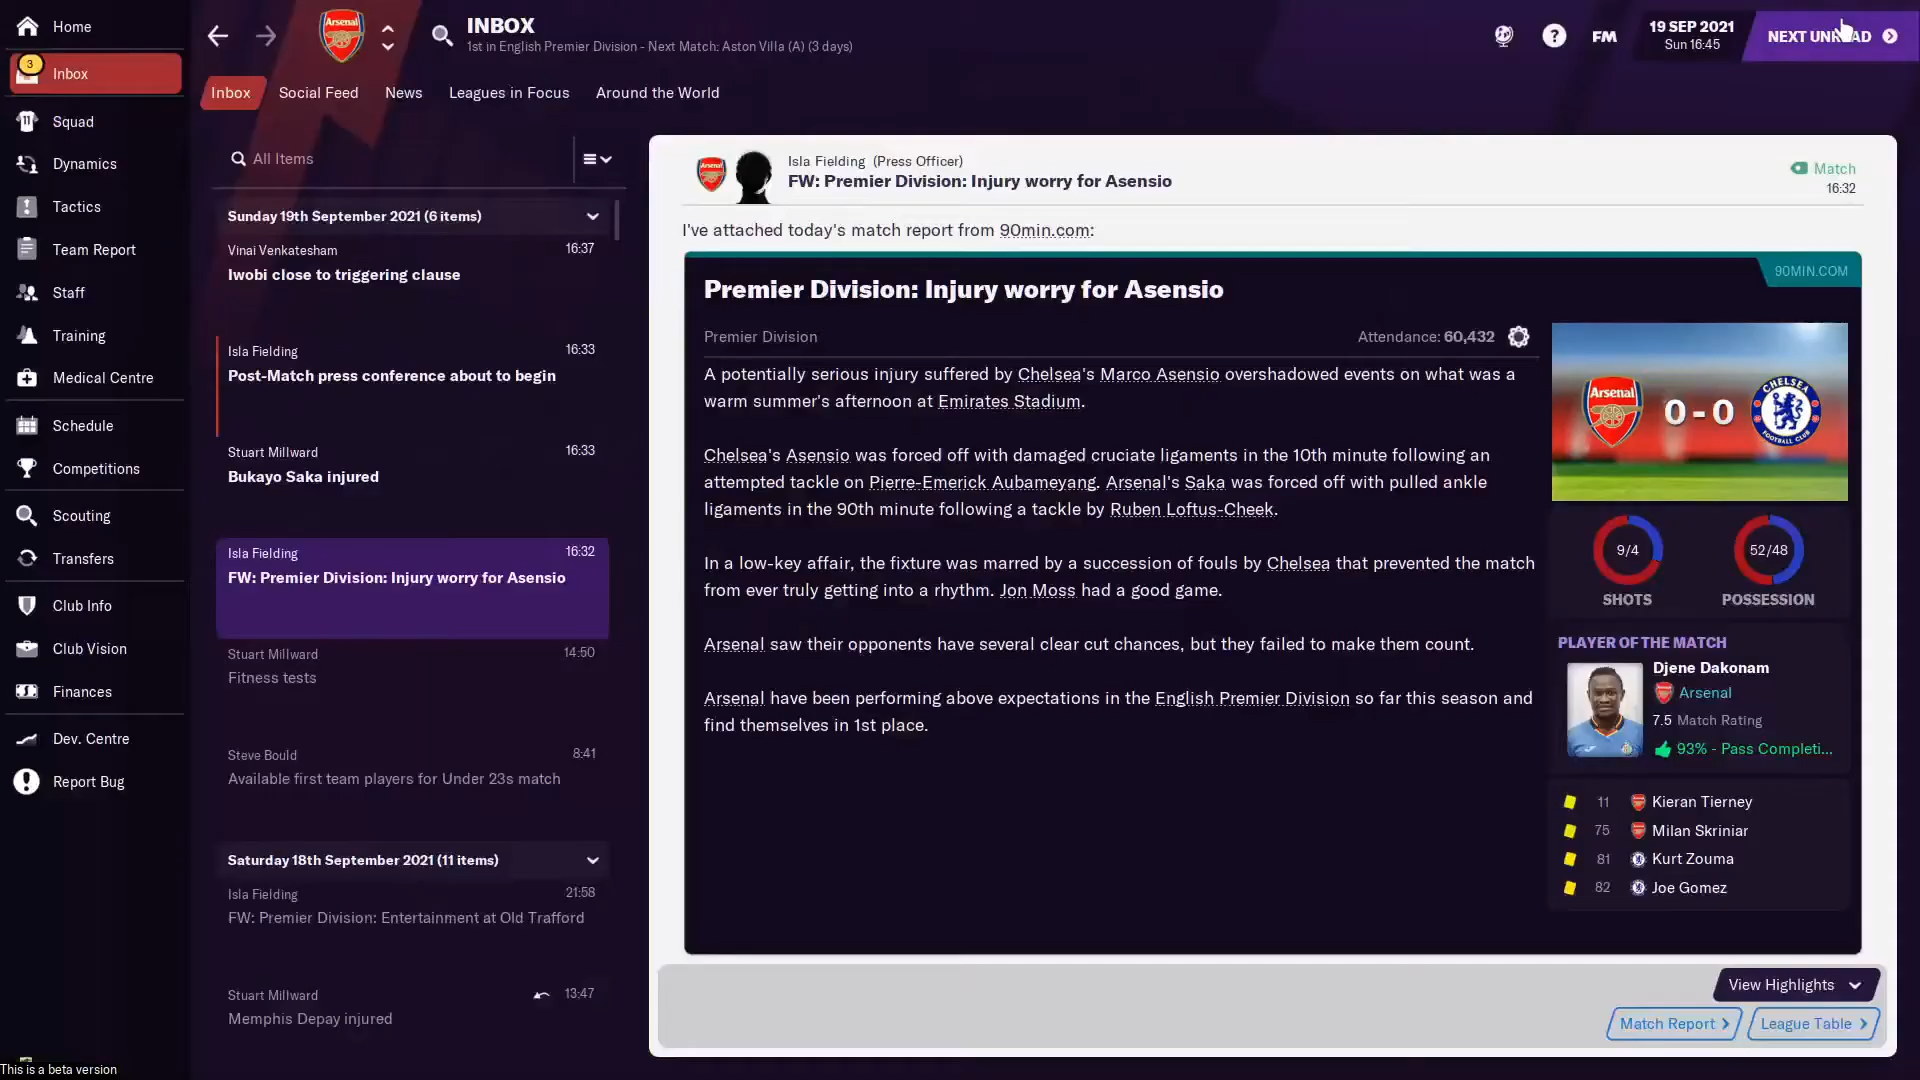 Home
3
Inbox
Squad
Dynamics
Tactics
Team Report
Staff
Training
Medical Centre
Schedule
Competitions
Scouting
Transfers
Club Info
Club Vision
Finances
Dev. Centre
Report Bug
This is a beta version
Arsenal
INBOX
1st in English Premier Division - Next Match: Aston Villa (A) (3 days)
FM
19 SEP 2021
Sun 16:45
NEXT UNREAD
Inbox Social Feed News Leagues in Focus Around the World
All Items
Sunday 19th September 2021 (6 items)
Vinai Venkatesham 16:37
Iwobi close to triggering clause
Isla Fielding 16:33
Post-Match press conference about to begin
Stuart Millward 16:33
Bukayo Saka injured
Isla Fielding 16:32
FW: Premier Division: Injury worry for Asensio
Stuart Millward 14:50
Fitness tests
Steve Bould 8:41
Available first team players for Under 23s match
Saturday 18th September 2021 (11 items)
Isla Fielding 21:58
FW: Premier Division: Entertainment at Old Trafford
Stuart Millward 13:47
Memphis Depay injured
Isla Fielding (Press Officer)
FW: Premier Division: Injury worry for Asensio
Match
16:32
I've attached today's match report from 90min.com:
90MIN.COM
Premier Division: Injury worry for Asensio
Premier Division Attendance: 60,432
A potentially serious injury suffered by Chelsea's Marco Asensio overshadowed events on what was a
warm summer's afternoon at Emirates Stadium.
Chelsea's Asensio was forced off with damaged cruciate ligaments in the 10th minute following an
attempted tackle on Pierre-Emerick Aubameyang. Arsenal's Saka was forced off with pulled ankle
ligaments in the 90th minute following a tackle by Ruben Loftus-Cheek.
In a low-key affair, the fixture was marred by a succession of fouls by Chelsea that prevented the match
from ever truly getting into a rhythm. Jon Moss had a good game.
Arsenal saw their opponents have several clear cut chances, but they failed to make them count.
Arsenal have been performing above expectations in the English Premier Division so far this season and
find themselves in 1st place.
Arsenal 0 - 0 CHELSEA FOOTBALL CLUB
9/4 52/48
SHOTS POSSESSION
PLAYER OF THE MATCH
Djene Dakonam
Arsenal
7.5 Match Rating
93% - Pass Completi...
11 Kieran Tierney
75 Milan Skriniar
81 Kurt Zouma
82 Joe Gomez
View Highlights
Match Report
League Table